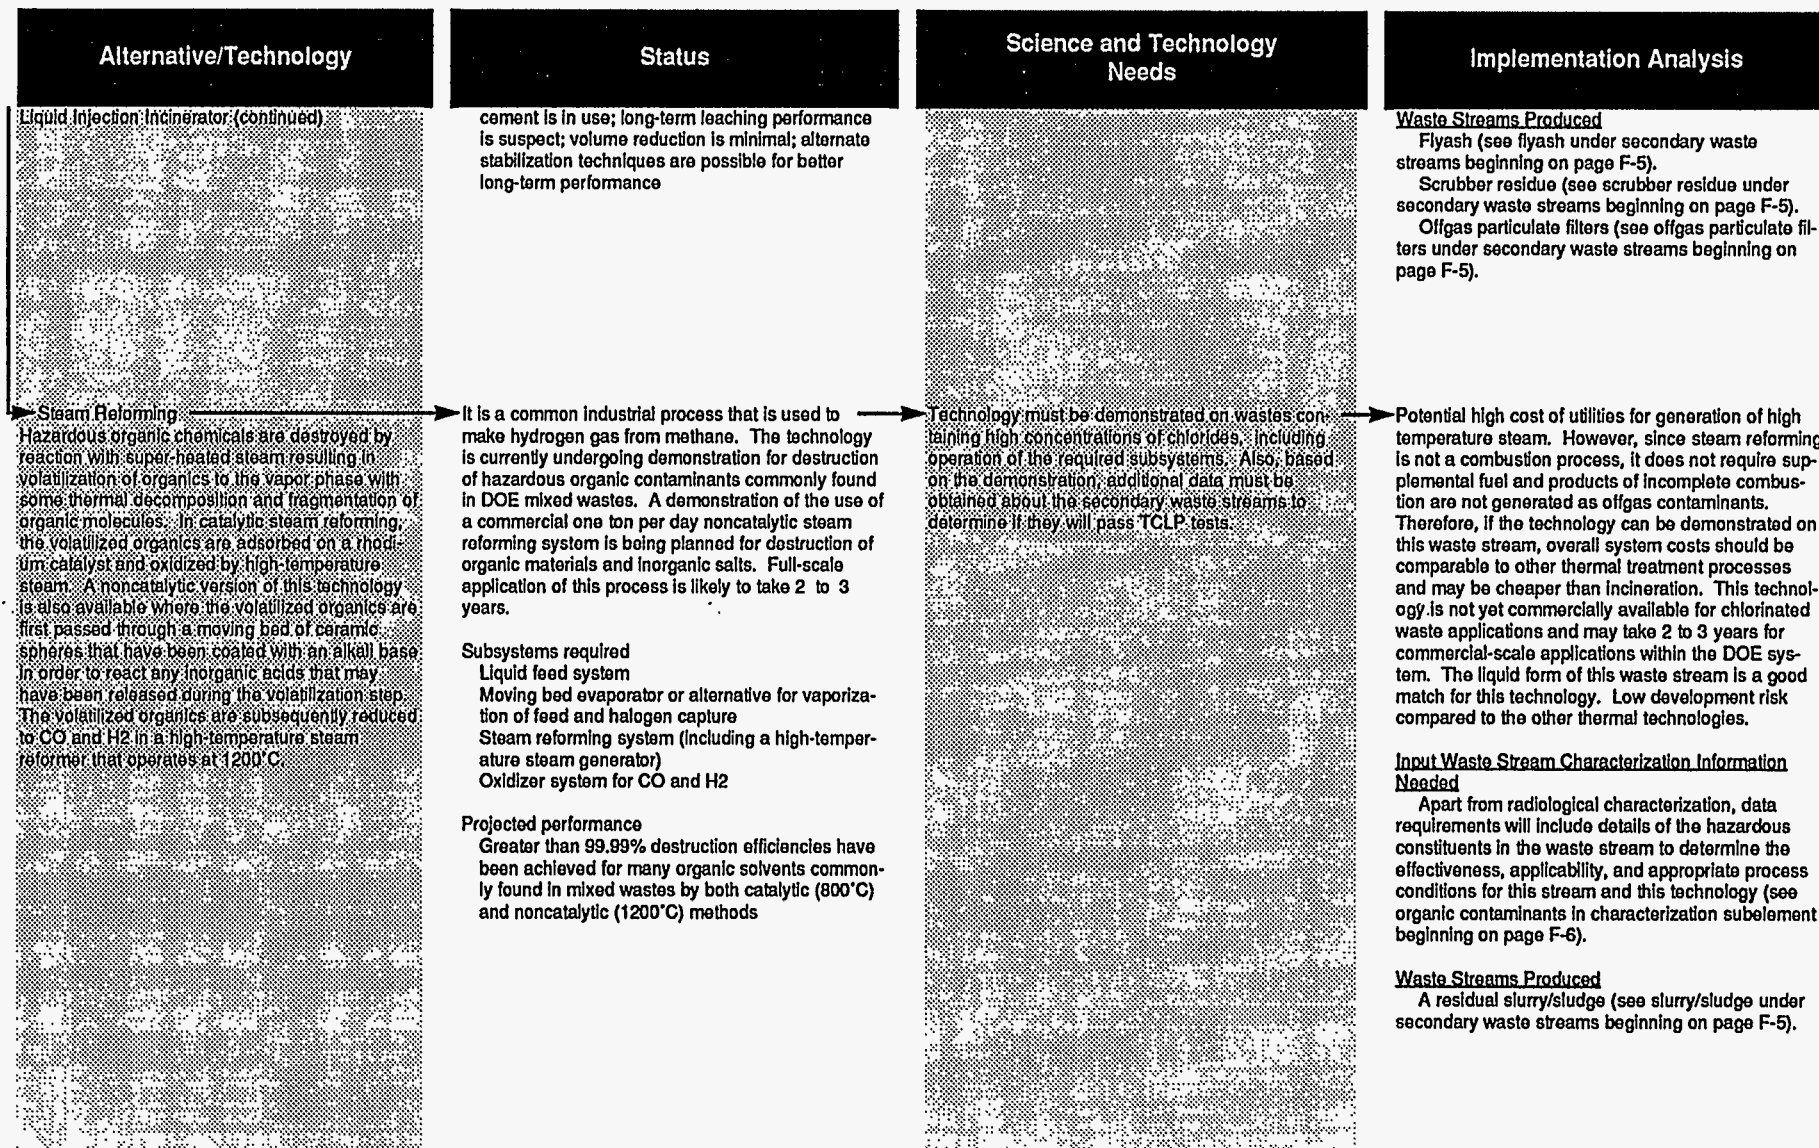 Alternative/Technology
Status
Science and Technology
Needs
Implementation Analysis
Liquid Injection Incinerator (continued)
cement is in use; long-term leaching performance
is suspect; volume reduction is minimal; alternate
stabilization techniques are possible for better
long-term performance
Waste Streams Produced
Flyash (see flyash under secondary waste
streams beginning on page F-5).
Scrubber residue (see scrubber residue under
secondary waste streams beginning on page F-5).
Offgas particulate filters (see offgas particulate fil-
ters under secondary waste streams beginning on
page F-5).
Steam Reforming
Hazardous organic chemicals are destroyed by
reaction with super-heated steam resulting in
volatilization of organics to the vapor phase with
some thermal decomposition and fragmentation of
organic molecules. In catalytic steam reforming,
the volatilized organics are adsorbed on a rhodi-
um catalyst and oxidized by high-temperature
steam. A noncatalytic version of this technology
is also available where the volatilized organics are
first passed through a moving bed of ceramic
spheres that have been coated with an alkali base
in order to react any inorganic acids that may
have been released during the volatilization step.
The volatilized organics are subsequently reduced
to CO and H2 in a high-temperature steam
reformer that operates at 1200°C.
It is a common industrial process that is used to
make hydrogen gas from methane. The technology
is currently undergoing demonstration for destruction
of hazardous organic contaminants commonly found
in DOE mixed wastes. A demonstration of the use of
a commercial one ton per day noncatalytic steam
reforming system is being planned for destruction of
organic materials and inorganic salts. Full-scale
application of this process is likely to take 2 to 3
years.
Subsystems required
Liquid feed system
Moving bed evaporator or alternative for vaporiza-
tion of feed and halogen capture
Steam reforming system (including a high-temper-
ature steam generator)
Oxidizer system for CO and H2
Projected performance
Greater than 99.99% destruction efficiencies have
been achieved for many organic solvents common-
ly found in mixed wastes by both catalytic (800°C)
and noncatalytic (1200°C) methods
Technology must be demonstrated on wastes con-
taining high concentrations of chlorides, including
operation of the required subsystems. Also, based
on the demonstration, additional data must be
obtained about the secondary waste streams to
determine if they will pass TCLP tests.
Potential high cost of utilities for generation of high
temperature steam. However, since steam reforming
is not a combustion process, it does not require sup-
plemental fuel and products of incomplete combus-
tion are not generated as offgas contaminants.
Therefore, if the technology can be demonstrated on
this waste stream, overall system costs should be
comparable to other thermal treatment processes
and may be cheaper than incineration. This technol-
ogy is not yet commercially available for chlorinated
waste applications and may take 2 to 3 years for
commercial-scale applications within the DOE sys-
tem. The liquid form of this waste stream is a good
match for this technology. Low development risk
compared to the other thermal technologies.
Input Waste Stream Characterization Information
Needed
Apart from radiological characterization, data
requirements will include details of the hazardous
constituents in the waste stream to determine the
effectiveness, applicability, and appropriate process
conditions for this stream and this technology (see
organic contaminants in characterization subelement
beginning on page F-6).
Waste Streams Produced
A residual slurry/sludge (see slurry/sludge under
secondary waste streams beginning on page F-5).